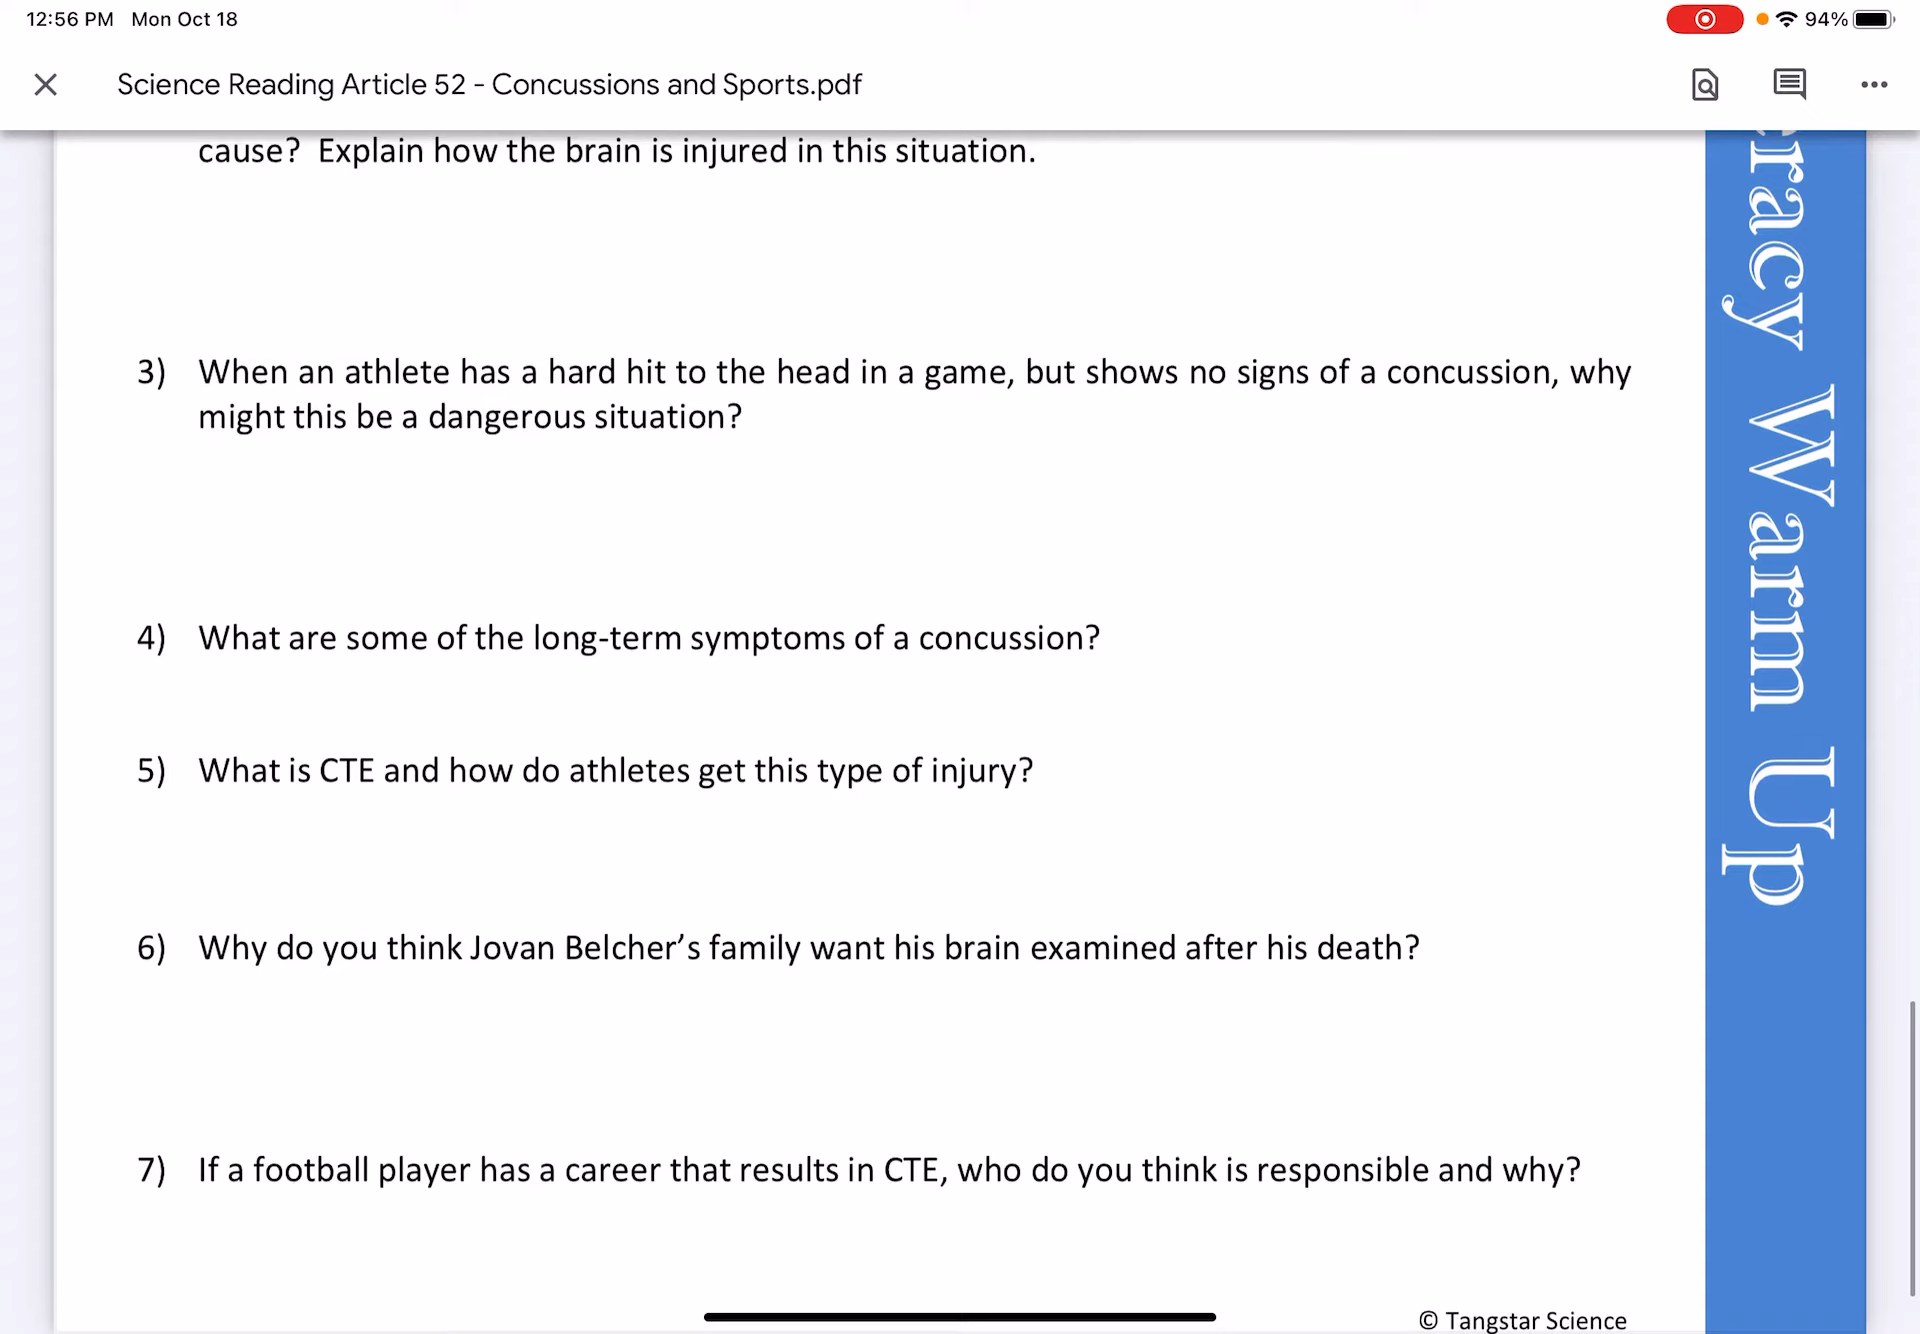 12:56 PM Mon Oct 18
94%
Science Reading Article 52 - Concussions and Sports.pdf
cause? Explain how the brain is injured in this situation.
3) When an athlete has a hard hit to the head in a game, but shows no signs of a concussion, why
might this be a dangerous situation?
4) What are some of the long-term symptoms of a concussion?
5) What is CTE and how do athletes get this type of injury?
6) Why do you think Jovan Belcher’s family want his brain examined after his death?
7) If a football player has a career that results in CTE, who do you think is responsible and why?
© Tangstar Science
eracy Warm Up